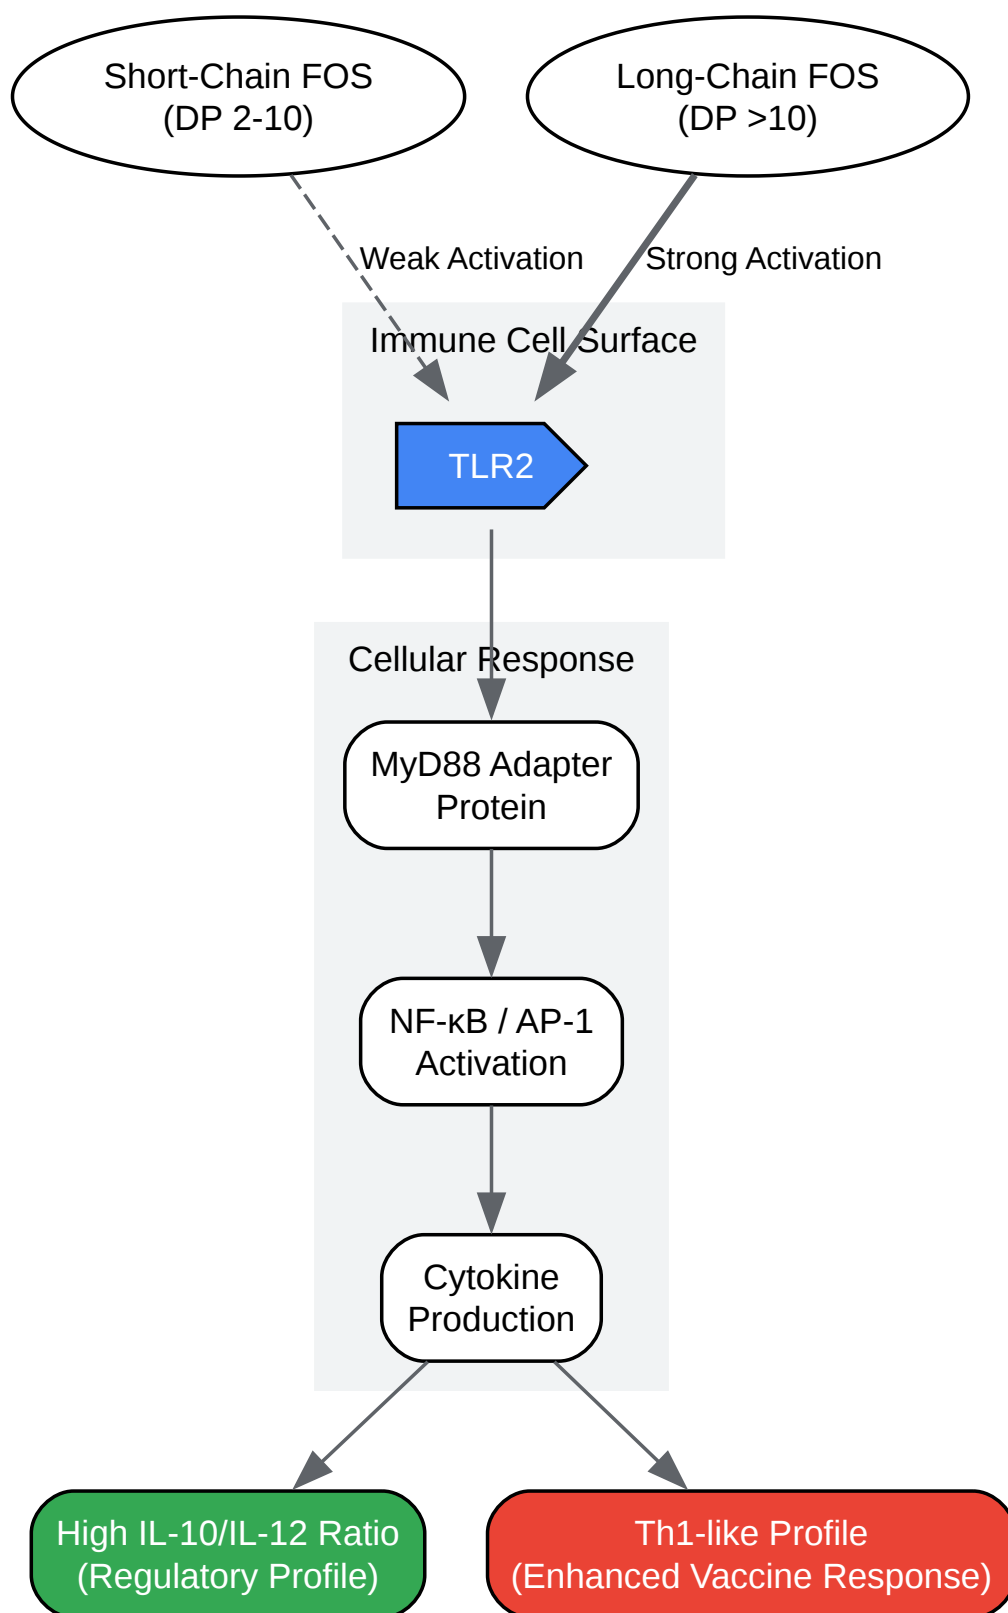 Short-Chain FOS
(DP 2-10)
Long-Chain FOS
(DP >10)
Weak Activation
Strong Activation
Immune Cell Surface
TLR2
Cellular Response
MyD88 Adapter
Protein
NF-κB / AP-1
Activation
Cytokine
Production
High IL-10/IL-12 Ratio
(Regulatory Profile)
Th1-like Profile
(Enhanced Vaccine Response)